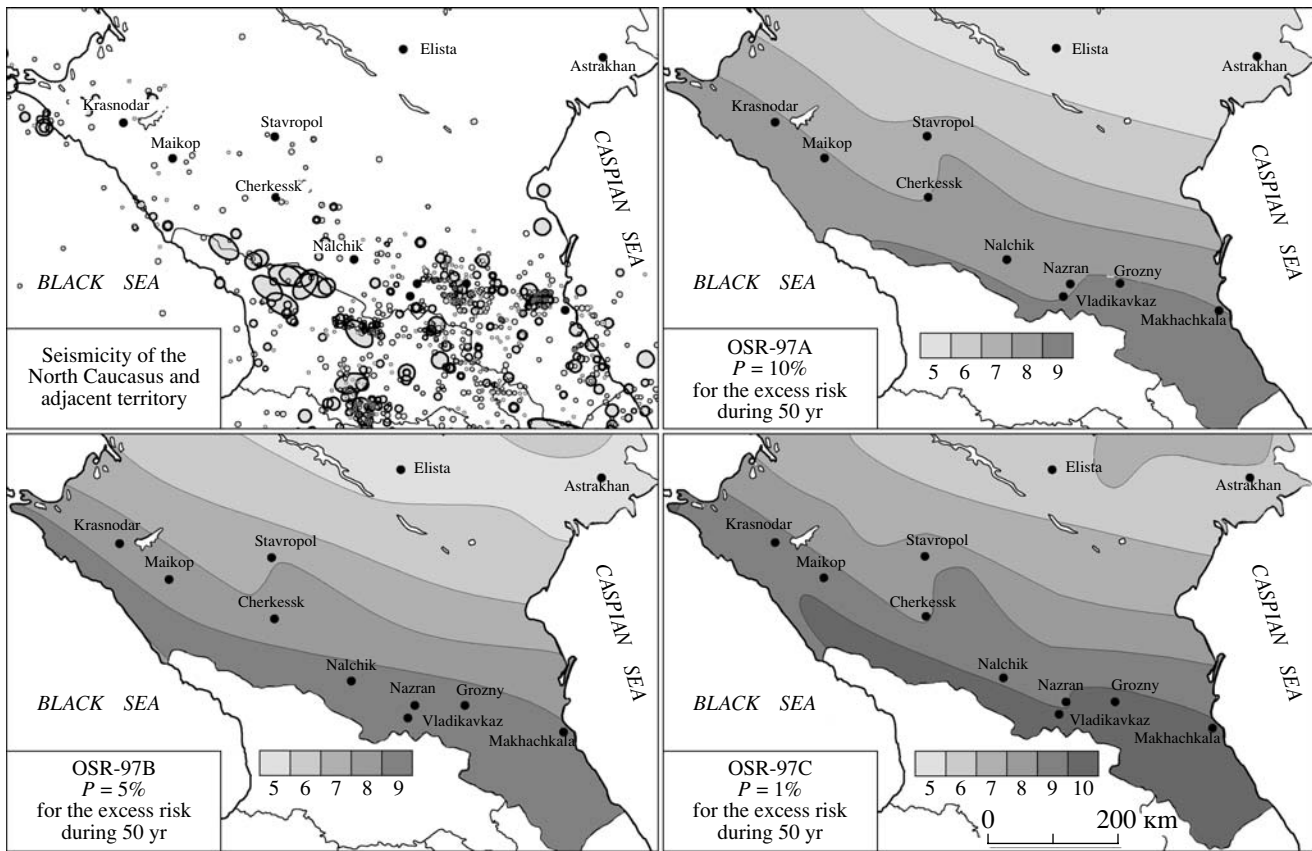 Elista
Astrakhan
Krasnodar
Maikop
Stavropol
Cherkessk
Nalchik
CASPIAN SEA
BLACK SEA
Seismicity of the
North Caucasus and
adjacent territory
Elista
Astrakhan
Krasnodar
Maikop
Stavropol
Cherkessk
Nalchik
Nazran
Grozny
Vladikavkaz
Makhachkala
CASPIAN SEA
BLACK SEA
OSR-97A
P = 10%
for the excess risk
during 50 yr
5 6 7 8 9
Elista
Astrakhan
Krasnodar
Maikop
Stavropol
Cherkessk
Nalchik
Nazran
Grozny
Vladikavkaz
Makhachkala
CASPIAN SEA
BLACK SEA
OSR-97B
P = 5%
for the excess risk
during 50 yr
5 6 7 8 9
Elista
Astrakhan
Krasnodar
Maikop
Stavropol
Cherkessk
Nalchik
Nazran
Grozny
Vladikavkaz
Makhachkala
CASPIAN SEA
BLACK SEA
OSR-97C
P = 1%
for the excess risk
during 50 yr
5 6 7 8 9 10
0 200 км